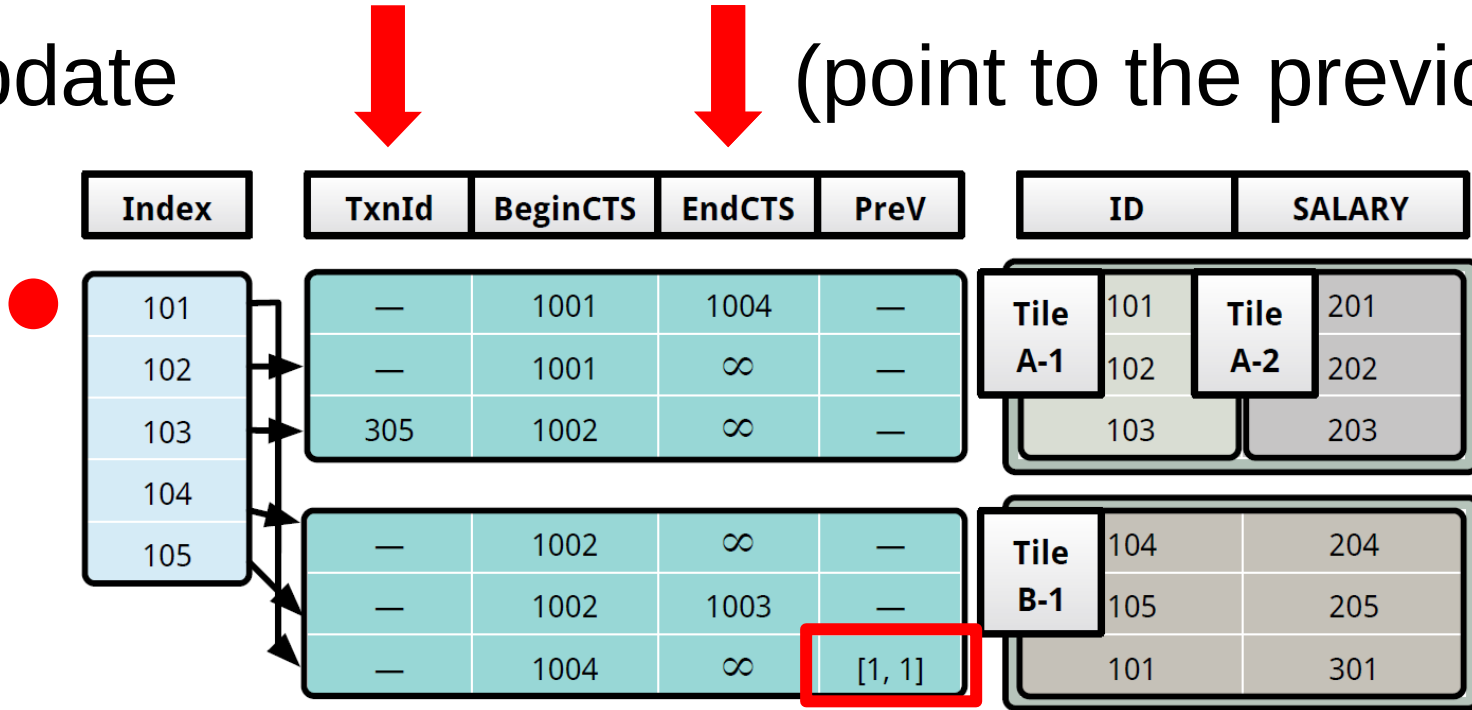 (point to the
Index TxnId BeginCTS EndCTS PreV ID SALARY
101 — 1001 1004 — Tile A-1 101 Tile A-2 201
102 — 1001 ∞ — 102 202
103 305 1002 ∞ — 103 203
104 — 1002 ∞ — Tile B-1 104 204
105 — 1002 1003 — 105 205
— 1004 ∞ [1, 1] 101 301